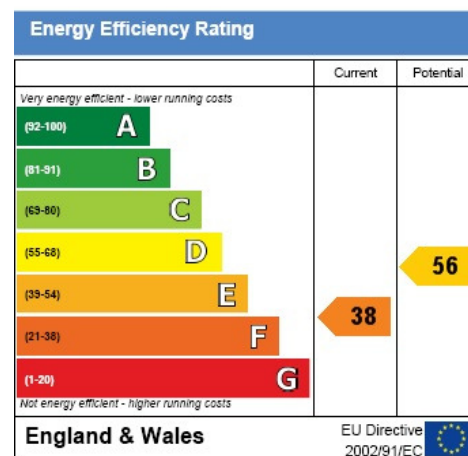 Energy Efficiency Rating
Current Potential
Very energy efficient - lower running costs
(92-100) A
(81-91) B
(69-80) C
(55-68) D
56
(39-54) E
38
(21-38) F
(1-20) G
Not energy efficient - higher running costs
England & Wales
EU Directive
2002/91/EC